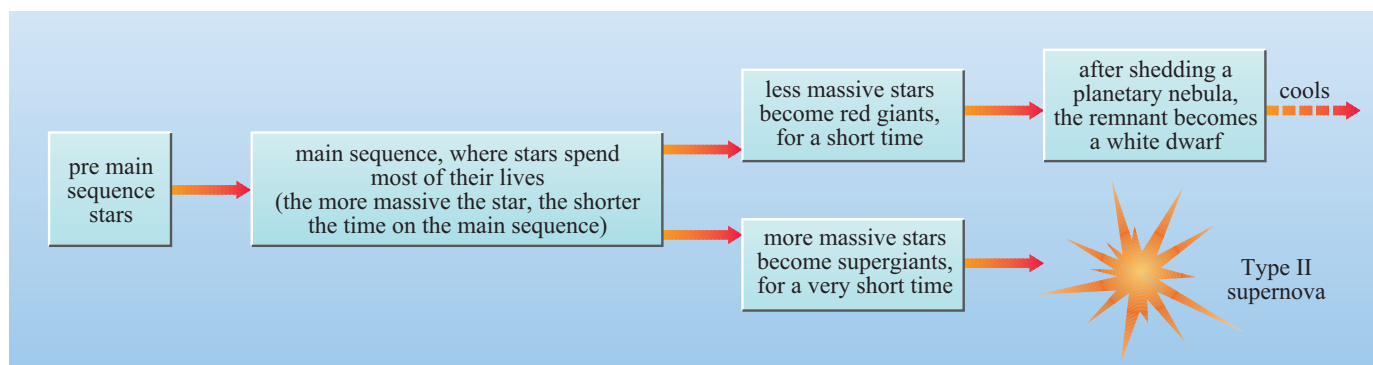 pre main
sequence
stars
main sequence, where stars spend
most of their lives
(the more massive the star, the shorter
the time on the main sequence)
less massive stars
become red giants,
for a short time
after shedding a
planetary nebula,
the remnant becomes
a white dwarf
cools
more massive stars
become supergiants,
for a very short time
Type II
supernova